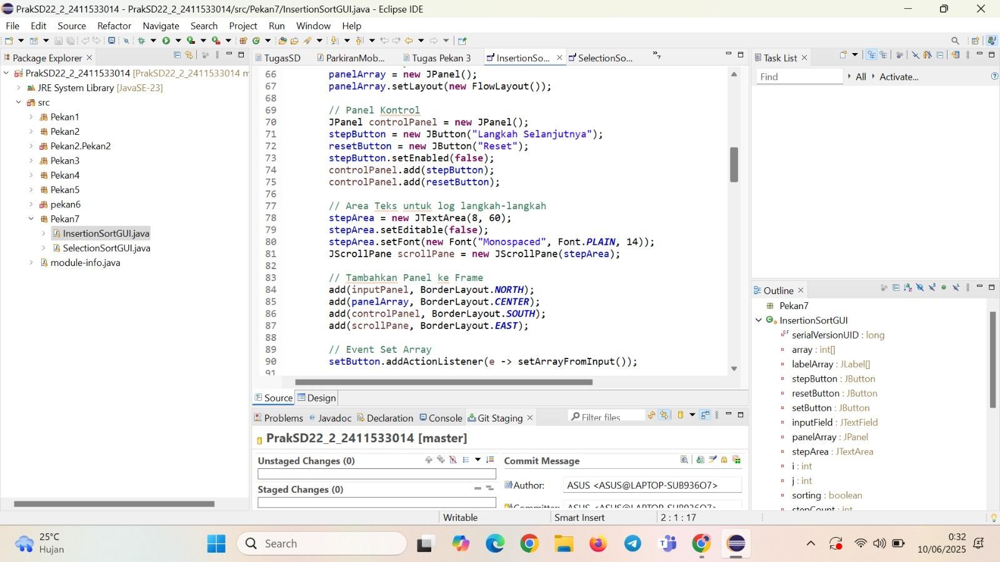 PrakSD22_2_2411533014 - PrakSD22_2_2411533014/src/Pekan7/InsertionSortGUI.java - Eclipse IDE
File Edit Source Refactor Navigate Search Project Run Window Help
Package Explorer
PrakSD22_2_2411533014 [PrakSD22_2_2411533014 m
JRE System Library [JavaSE-23]
src
Pekan1
Pekan2
Pekan2.Pekan2
Pekan3
Pekan4
Pekan5
pekan6
Pekan7
InsertionSortGUI.java
SelectionSortGUI.java
module-info.java
TugasSD ParkiranMob... Tugas Pekan 3 InsertionSo... SelectionSo... »7
66 panelArray = new JPanel();
67 panelArray.setLayout(new FlowLayout());
68
69 // Panel Kontrol
70 JPanel controlPanel = new JPanel();
71 stepButton = new JButton("Langkah Selanjutnya");
72 resetButton = new JButton("Reset");
73 stepButton.setEnabled(false);
74 controlPanel.add(stepButton);
75 controlPanel.add(resetButton);
76
77 // Area Teks untuk log langkah-langkah
78 stepArea = new JTextArea(8, 60);
79 stepArea.setEditable(false);
80 stepArea.setFont(new Font("Monospaced", Font.PLAIN, 14));
81 JScrollPane scrollPane = new JScrollPane(stepArea);
82
83 // Tambahkan Panel ke Frame
84 add(inputPanel, BorderLayout.NORTH);
85 add(panelArray, BorderLayout.CENTER);
86 add(controlPanel, BorderLayout.SOUTH);
87 add(scrollPane, BorderLayout.EAST);
88
89 // Event Set Array
90 setButton.addActionListener(e -> setArrayFromInput());
91
Source Design
Problems Javadoc Declaration Console Git Staging Filter files
PrakSD22_2_2411533014 [master]
Unstaged Changes (0)
Staged Changes (0)
Commit Message
Author: ASUS <ASUS@LAPTOP-SUB936O7>
Committer: ASUS <ASUS@LAPTOP-SUB936O7>
Task List
Find All Activate...
Outline
Pekan7
InsertionSortGUI
serialVersionUID : long
array : int[]
labelArray : JLabel[]
stepButton : JButton
resetButton : JButton
setButton : JButton
inputField : JTextField
panelArray : JPanel
stepArea : JTextArea
i : int
j : int
sorting : boolean
stepCount : int
Writable Smart Insert 2 : 1 : 17
25°C
Hujan
Search
0:32
10/06/2025